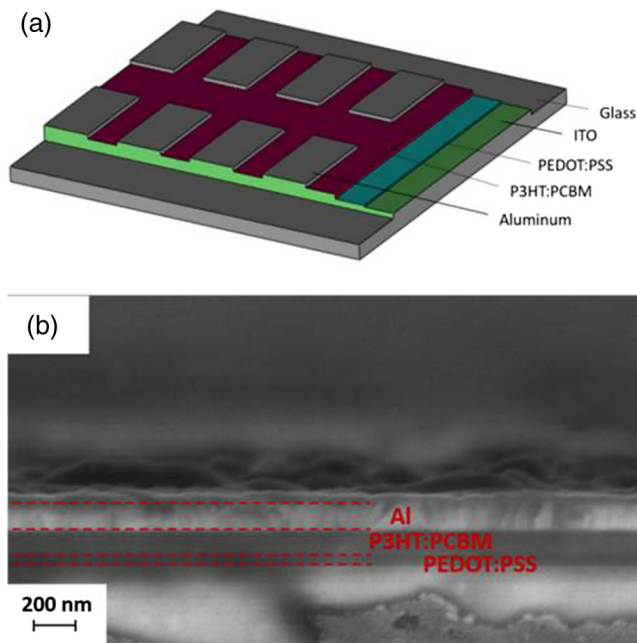 (a)
Glass
ITO
PEDOT:PSS
P3HT:PCBM
Aluminum
(b)
Al
P3HT:PCBM
PEDOT:PSS
200 nm